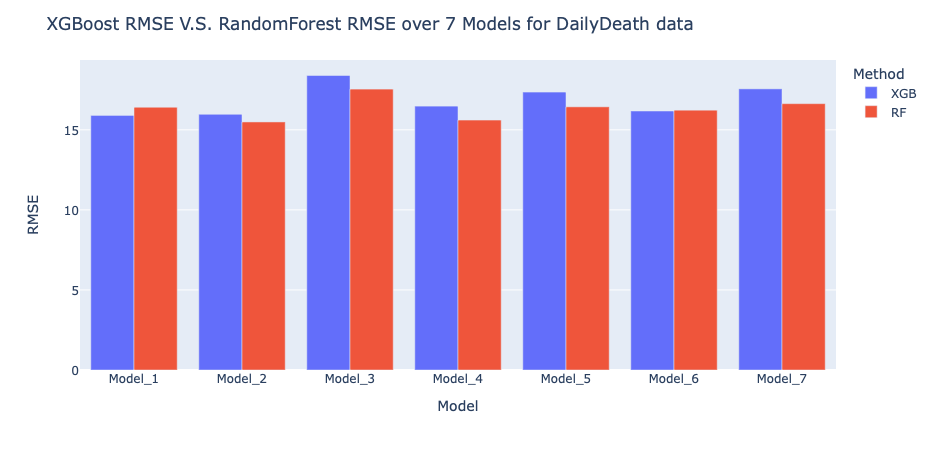 XGBoost RMSE V.S. RandomForest RMSE over 7 Models for DailyDeath data
Method
XGB
RF
15
10
5
0
RMSE
Model_1
Model_2
Model_3
Model_4
Model_5
Model_6
Model_7
Model